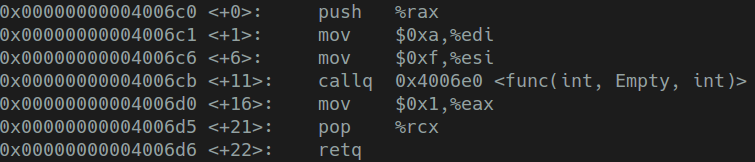 0x00000000004006c0 <+0>: push %rax
0x00000000004006c1 <+1>: mov $0xa,%edi
0x00000000004006c6 <+6>: mov $0xf,%esi
0x00000000004006cb <+11>: callq 0x4006e0 <func(int, Empty, int)>
0x00000000004006d0 <+16>: mov $0x1,%eax
0x00000000004006d5 <+21>: pop %rcx
0x00000000004006d6 <+22>: retq